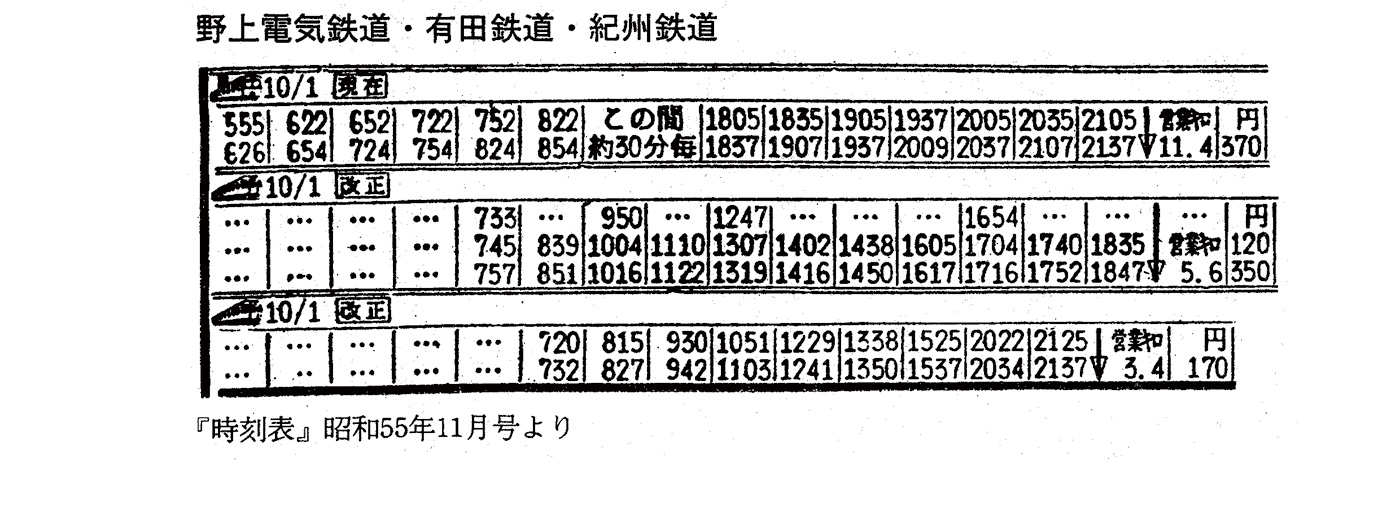 野上電気鉄道・有田鉄道・紀州鉄道
10/1 現在
555 622 652 722 752 822 この間 1805 1835 1905 1937 2005 2035 2105 営業キロ 円
626 654 724 754 824 854 約30分毎 1837 1907 1937 2009 2037 2107 2137 11.4 370
10/1 改正
… … … … 733 … 950 … 1247 … … … 1654 … … … 円
… … … … 745 839 1004 1110 1307 1402 1438 1605 1704 1740 1835 営業キロ 120
… … … … 757 851 1016 1122 1319 1416 1450 1617 1716 1752 1847 5.6 350
10/1 改正
… … … … … 720 815 930 1051 1229 1338 1525 2022 2125 営業キロ 円
… … … … … 732 827 942 1103 1241 1350 1537 2034 2137 3.4 170
『時刻表』昭和55年11月号より